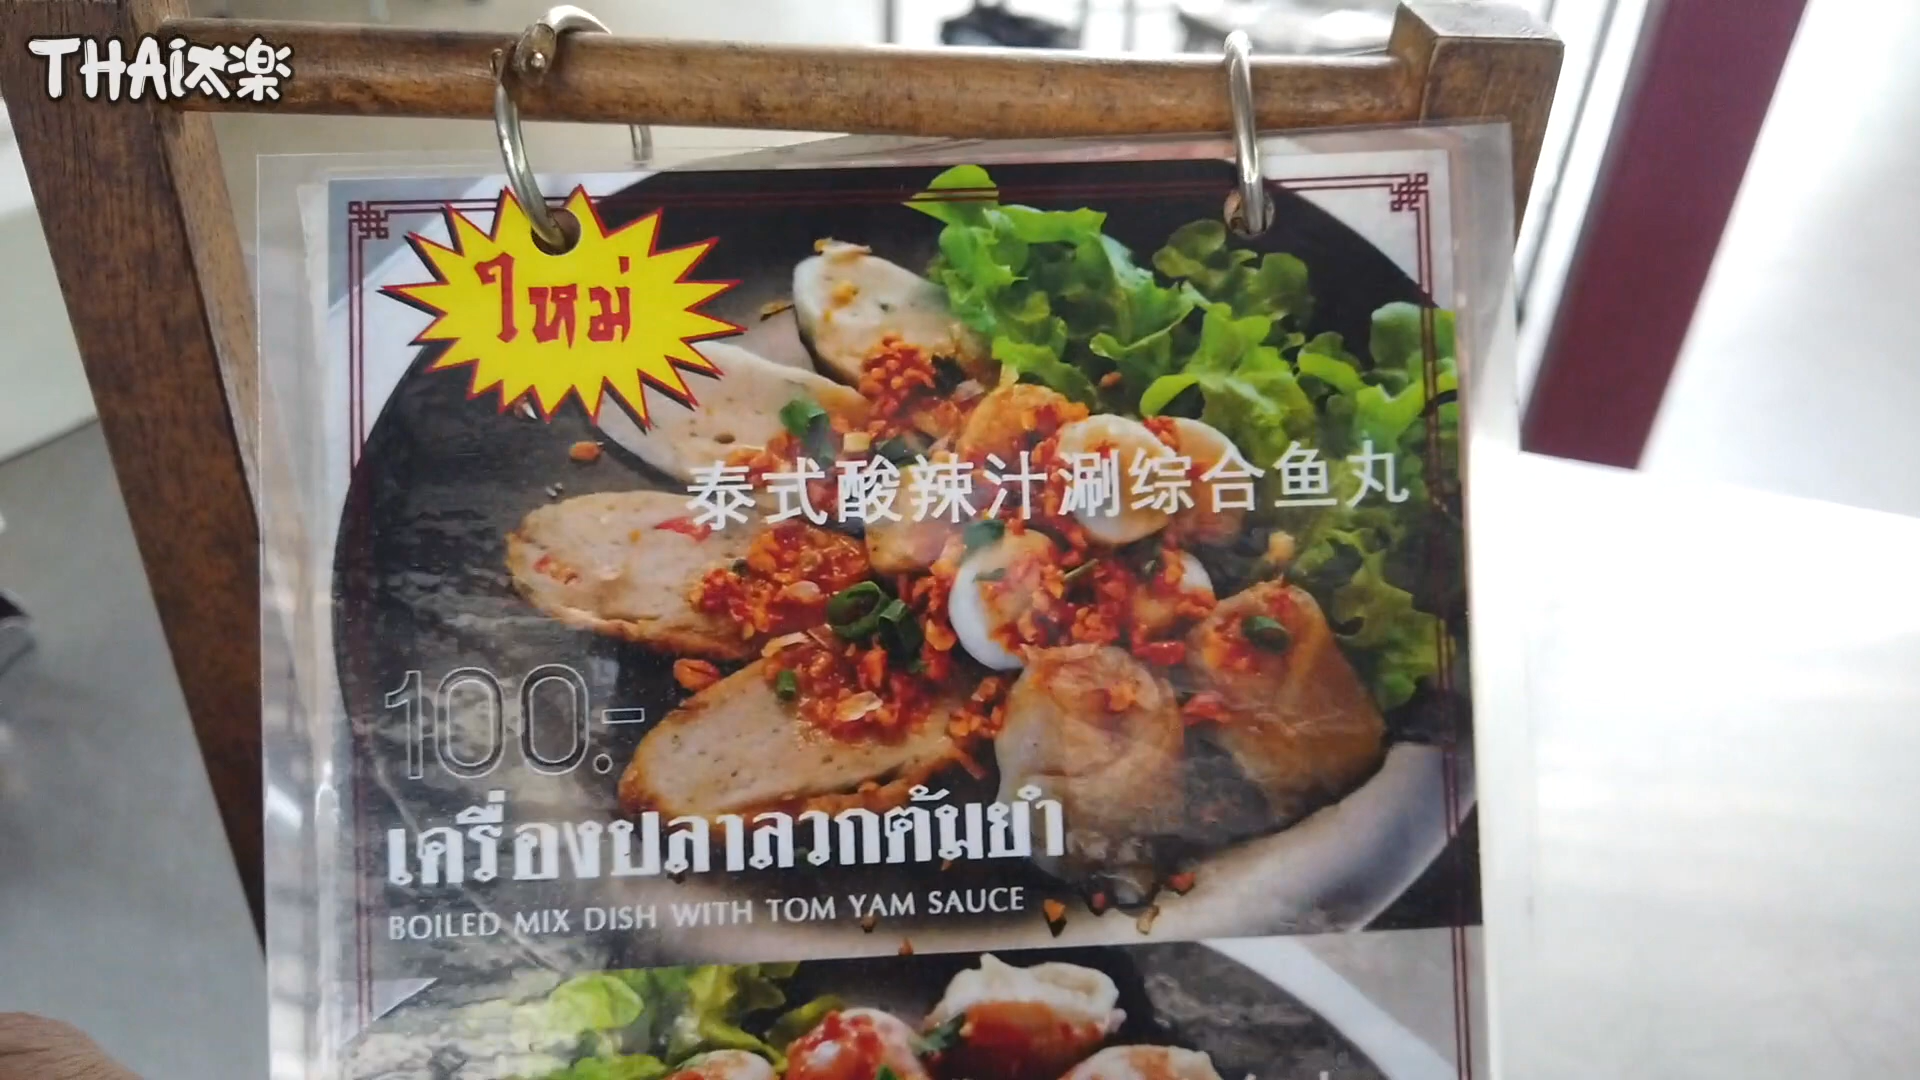 THAi太楽
ใหม่
泰式酸辣汁涮综合鱼丸
100.-
เครื่องปลาลวกต้มยำ
BOILED MIX DISH WITH TOM YAM SAUCE